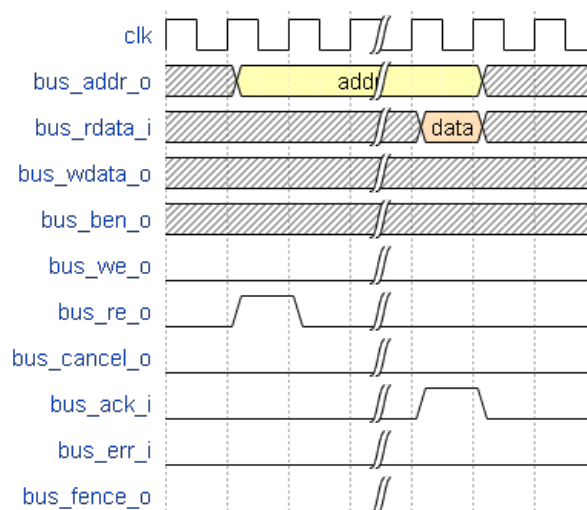 clk
bus_addr_o
addr
bus_rdata_i
data
bus_wdata_o
bus_ben_o
bus_we_o
bus_re_o
bus_cancel_o
bus_ack_i
bus_err_i
bus_fence_o